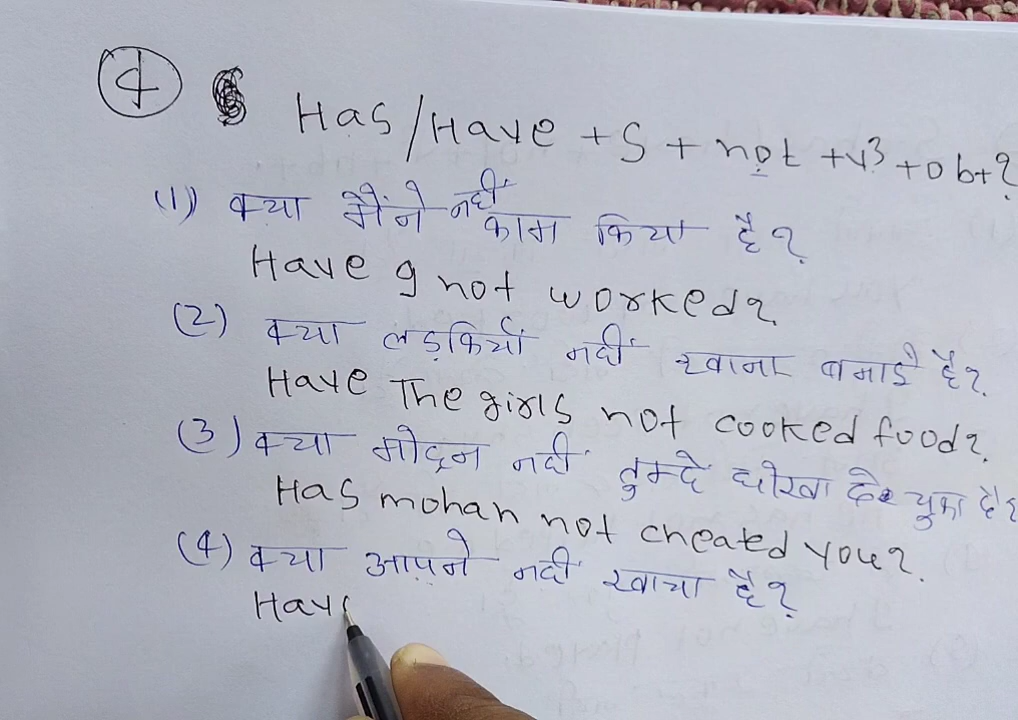 4 Has/Have + S + not + v3 + ob + ?
(1) क्या मैंने नहीं काम किया है?
Have I not worked?
(2) क्या लड़कियाँ नहीं खाना बनाई है?
Have The girls not cooked food?
(3) क्या मोहन नहीं तुम्हे धोखा दे चुका है?
Has mohan not cheated you?
(4) क्या आपने नहीं खाया है?
Hav